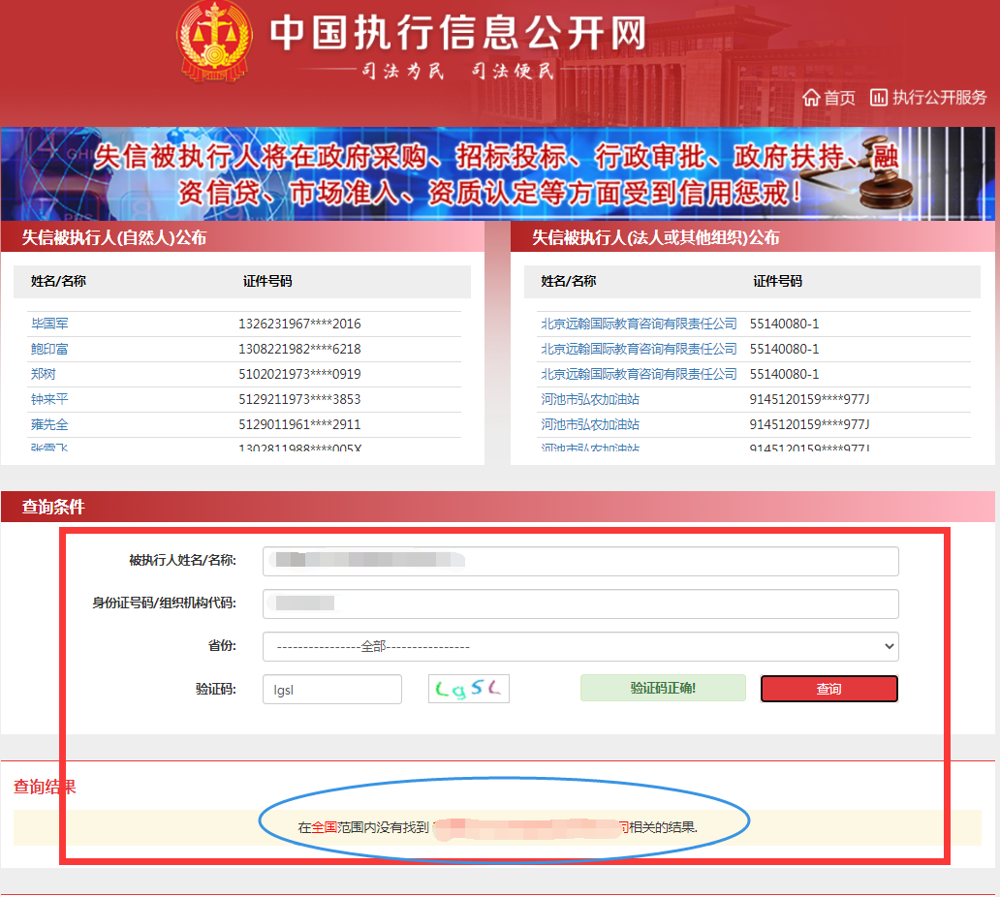 中国执行信息公开网
司法为民 司法便民
首页 执行公开服务
失信被执行人将在政府采购、招标投标、行政审批、政府扶持、融
资信贷、市场准入、资质认定等方面受到信用惩戒！
失信被执行人(自然人)公布
姓名/名称 证件号码
毕国军 1326231967****2016
鲍印富 1308221982****6218
郑树 5102021973****0919
钟来平 5129211973****3853
雍先全 5129011961****2911
张雪飞 1302811988****005X
失信被执行人(法人或其他组织)公布
姓名/名称 证件号码
北京远翰国际教育咨询有限责任公司 55140080-1
北京远翰国际教育咨询有限责任公司 55140080-1
北京远翰国际教育咨询有限责任公司 55140080-1
河池市弘农加油站 9145120159****977J
河池市弘农加油站 9145120159****977J
河池市弘农加油站 9145120159****977J
查询条件
被执行人姓名/名称:
身份证号码/组织机构代码:
省份: ----------------全部----------------
验证码: lgsl LgSL 验证码正确! 查询
查询结果
在全国范围内没有找到 司相关的结果.